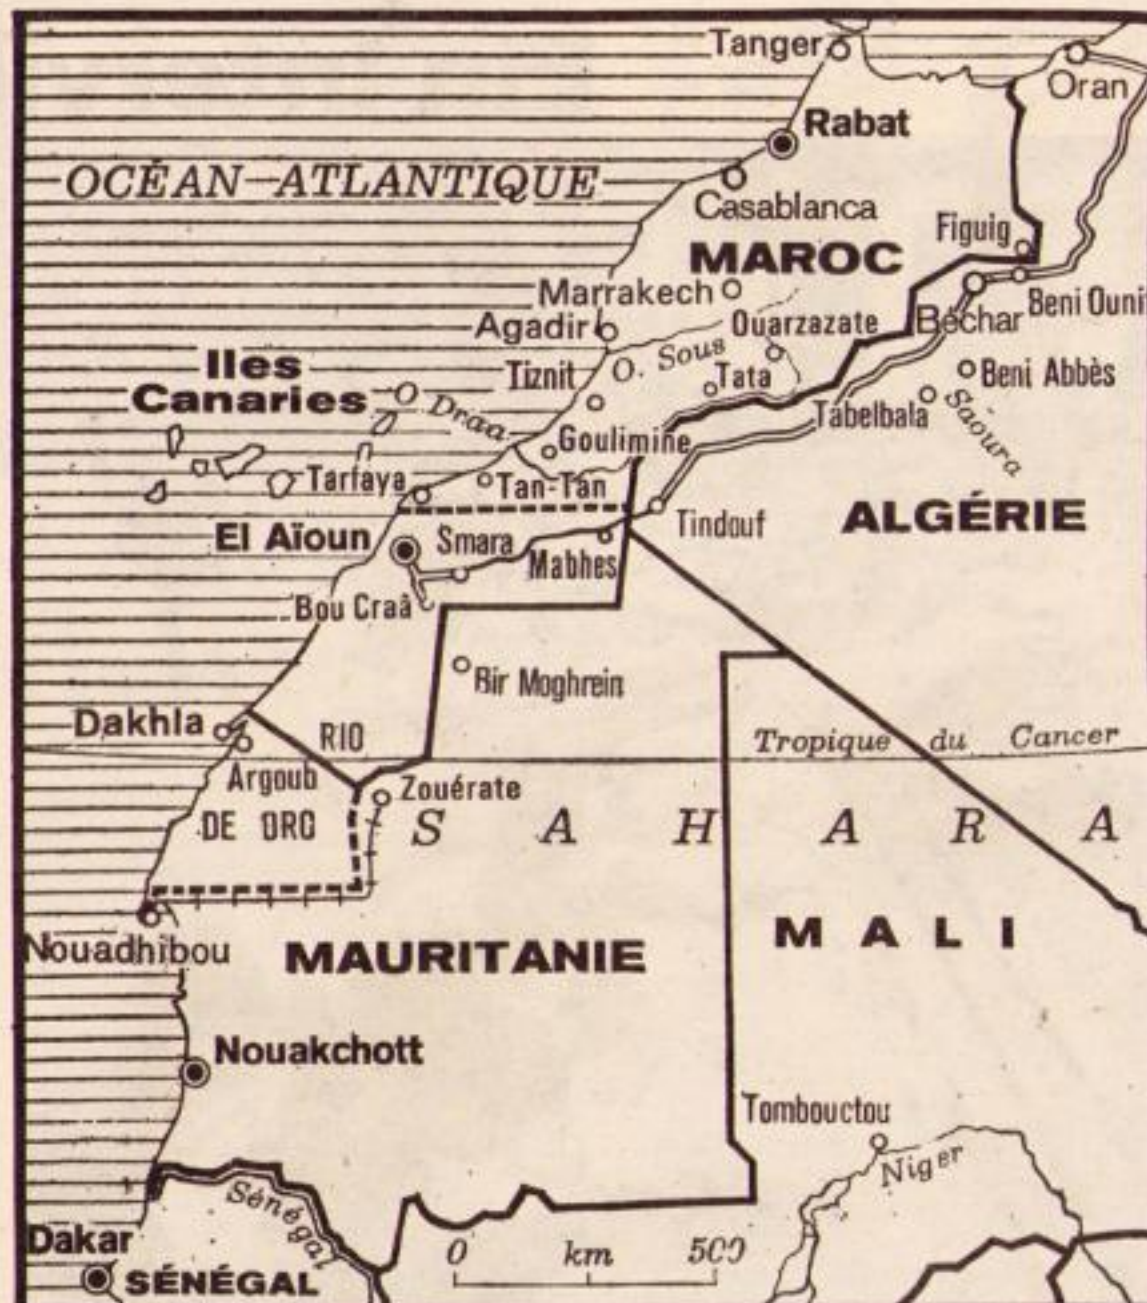 Tanger
Oran
Rabat
OCÉAN ATLANTIQUE
Casablanca
Figuig
MAROC
Marrakech
Beni Ouni
Agadir
Ouarzazate
Béchar
O. Sous
Iles
Canaries
Tiznit
Tata
Beni Abbès
O Draa
Tabelbala
Saoura
Goulimine
Tarfaya
Tan-Tan
ALGÉRIE
El Aïoun
Smara
Tindouf
Mabhes
Bou Craâ
Bir Moghrein
Dakhla
RIO
Tropique du Cancer
Argoub
Zouérate
DE ORO
S A H A R A
M A L I
Nouadhibou
MAURITANIE
Nouakchott
Tombouctou
Niger
Sénégal
Dakar
0 km 500
SÉNÉGAL